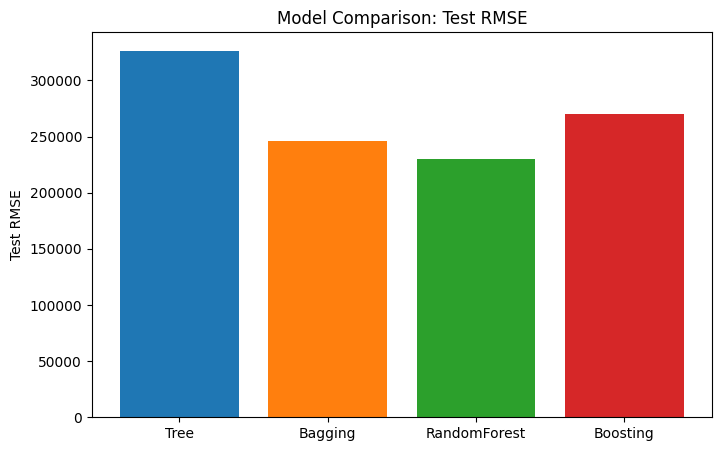 Model Comparison: Test RMSE
Test RMSE
300000
250000
200000
150000
100000
50000
0
Tree
Bagging
RandomForest
Boosting